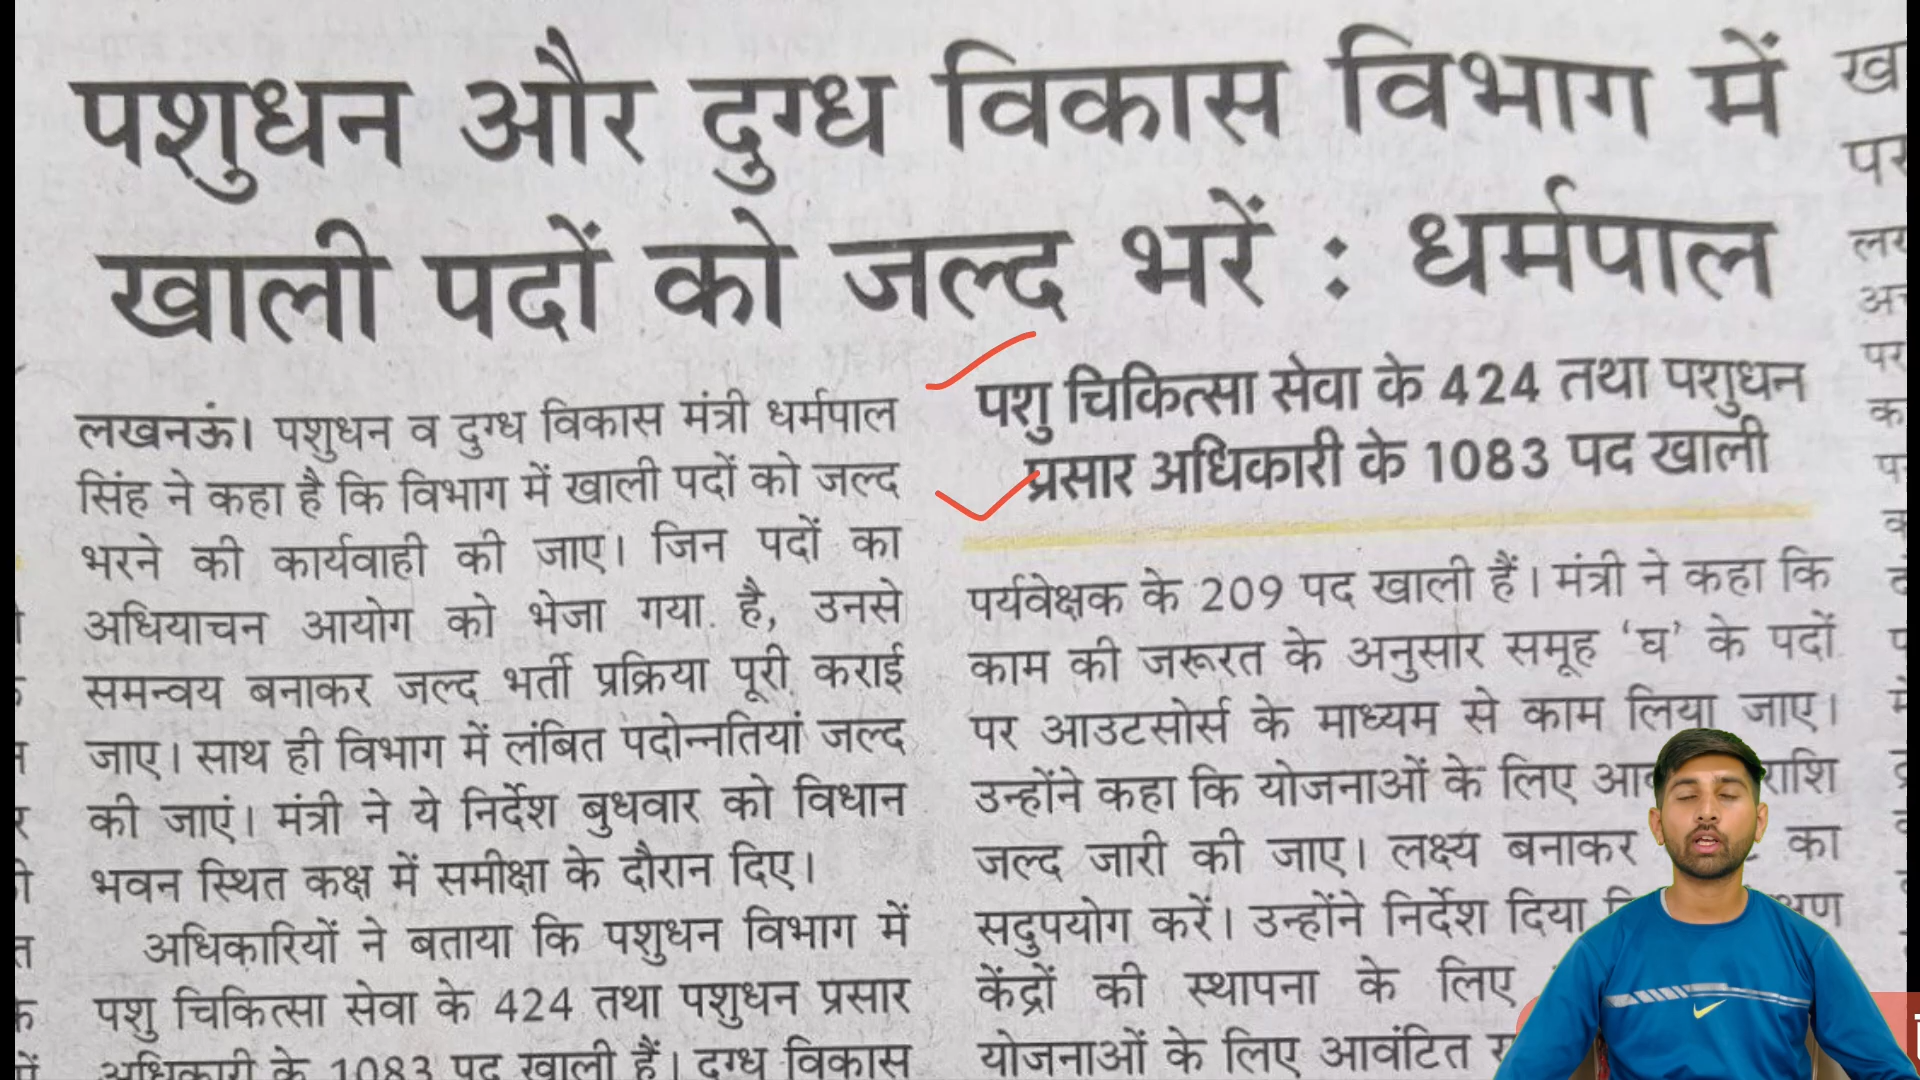 पशुधन और दुग्ध विकास विभाग में
खाली पदों को जल्द भरें : धर्मपाल
लखनऊं। पशुधन व दुग्ध विकास मंत्री धर्मपाल
सिंह ने कहा है कि विभाग में खाली पदों को जल्द
भरने की कार्यवाही की जाए। जिन पदों का
अधियाचन आयोग को भेजा गया है, उनसे
समन्वय बनाकर जल्द भर्ती प्रक्रिया पूरी कराई
जाए। साथ ही विभाग में लंबित पदोन्नतियां जल्द
की जाएं। मंत्री ने ये निर्देश बुधवार को विधान
भवन स्थित कक्ष में समीक्षा के दौरान दिए।
अधिकारियों ने बताया कि पशुधन विभाग में
पशु चिकित्सा सेवा के 424 तथा पशुधन प्रसार
अधिकारी के 1083 पद खाली हैं। दुग्ध विकास
पशु चिकित्सा सेवा के 424 तथा पशुधन
प्रसार अधिकारी के 1083 पद खाली
पर्यवेक्षक के 209 पद खाली हैं। मंत्री ने कहा कि
काम की जरूरत के अनुसार समूह ‘घ’ के पदों
पर आउटसोर्स के माध्यम से काम लिया जाए।
उन्होंने कहा कि योजनाओं के लिए राशि
जल्द जारी की जाए। लक्ष्य बनाकर का
सदुपयोग करें। उन्होंने निर्देश दिया
केंद्रों की स्थापना के लिए
योजनाओं के लिए आवंटित